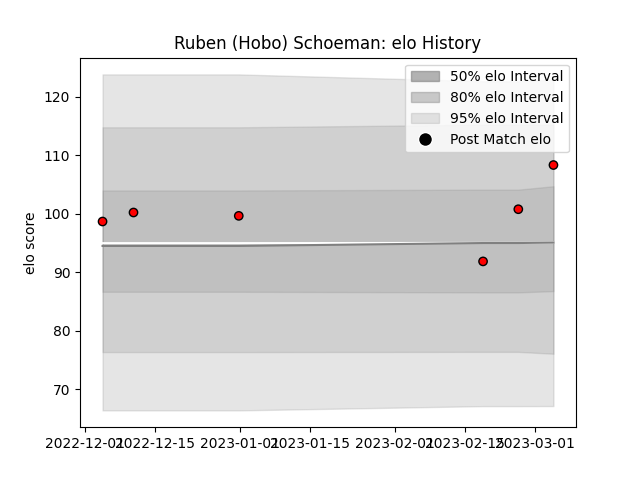 Ruben (Hobo) Schoeman: elo History
50% elo Interval
80% elo Interval
95% elo Interval
Post Match elo
elo score
120
110
100
90
80
70
2022-12-01 2022-12-15 2023-01-01 2023-01-15 2023-02-01 2023-02-15 2023-03-01